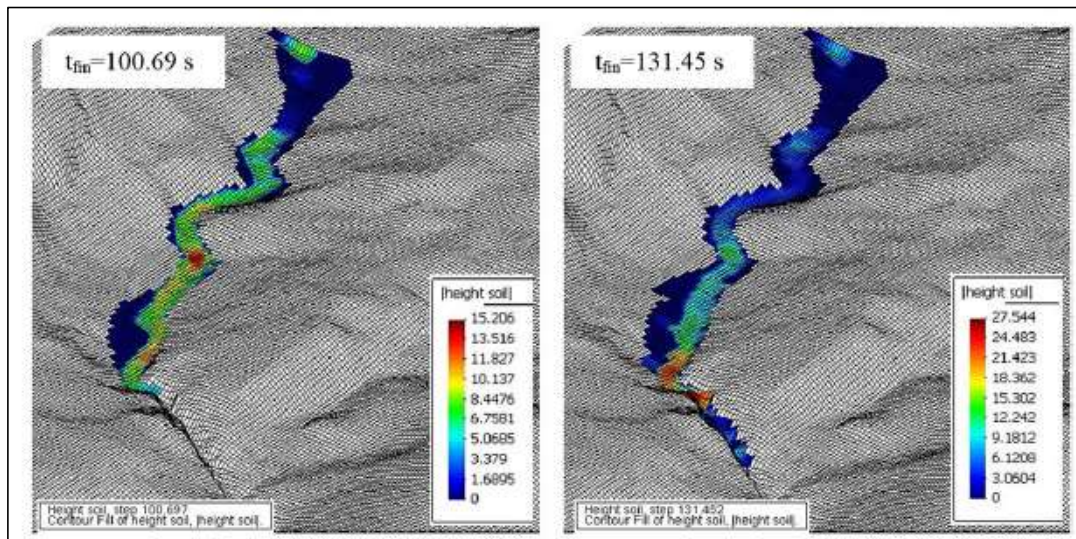 t_fin=100.69 s
|height soil|
15.206
13.516
11.827
10.137
8.4476
6.7581
5.0685
3.379
1.6895
0
Height soil, step 100.697
Contour Fill of height soil, |height soil|.
t_fin=131.45 s
|height soil|
27.544
24.483
21.423
18.362
15.302
12.242
9.1812
6.1208
3.0604
0
Height soil, step 131.452
Contour Fill of height soil, |height soil|.